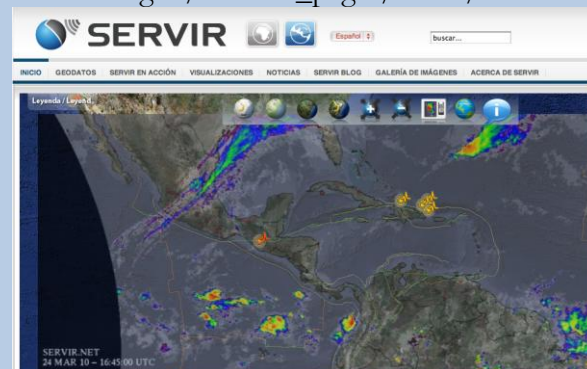 SERVIR
Español
buscar...
INICIO GEODATOS SERVIR EN ACCIÓN VISUALIZACIONES NOTICIAS SERVIR BLOG GALERÍA DE IMÁGENES ACERCA DE SERVIR
Leyenda / Legend..
SERVIR.NET
24 MAR 10 – 16:45:00 UTC